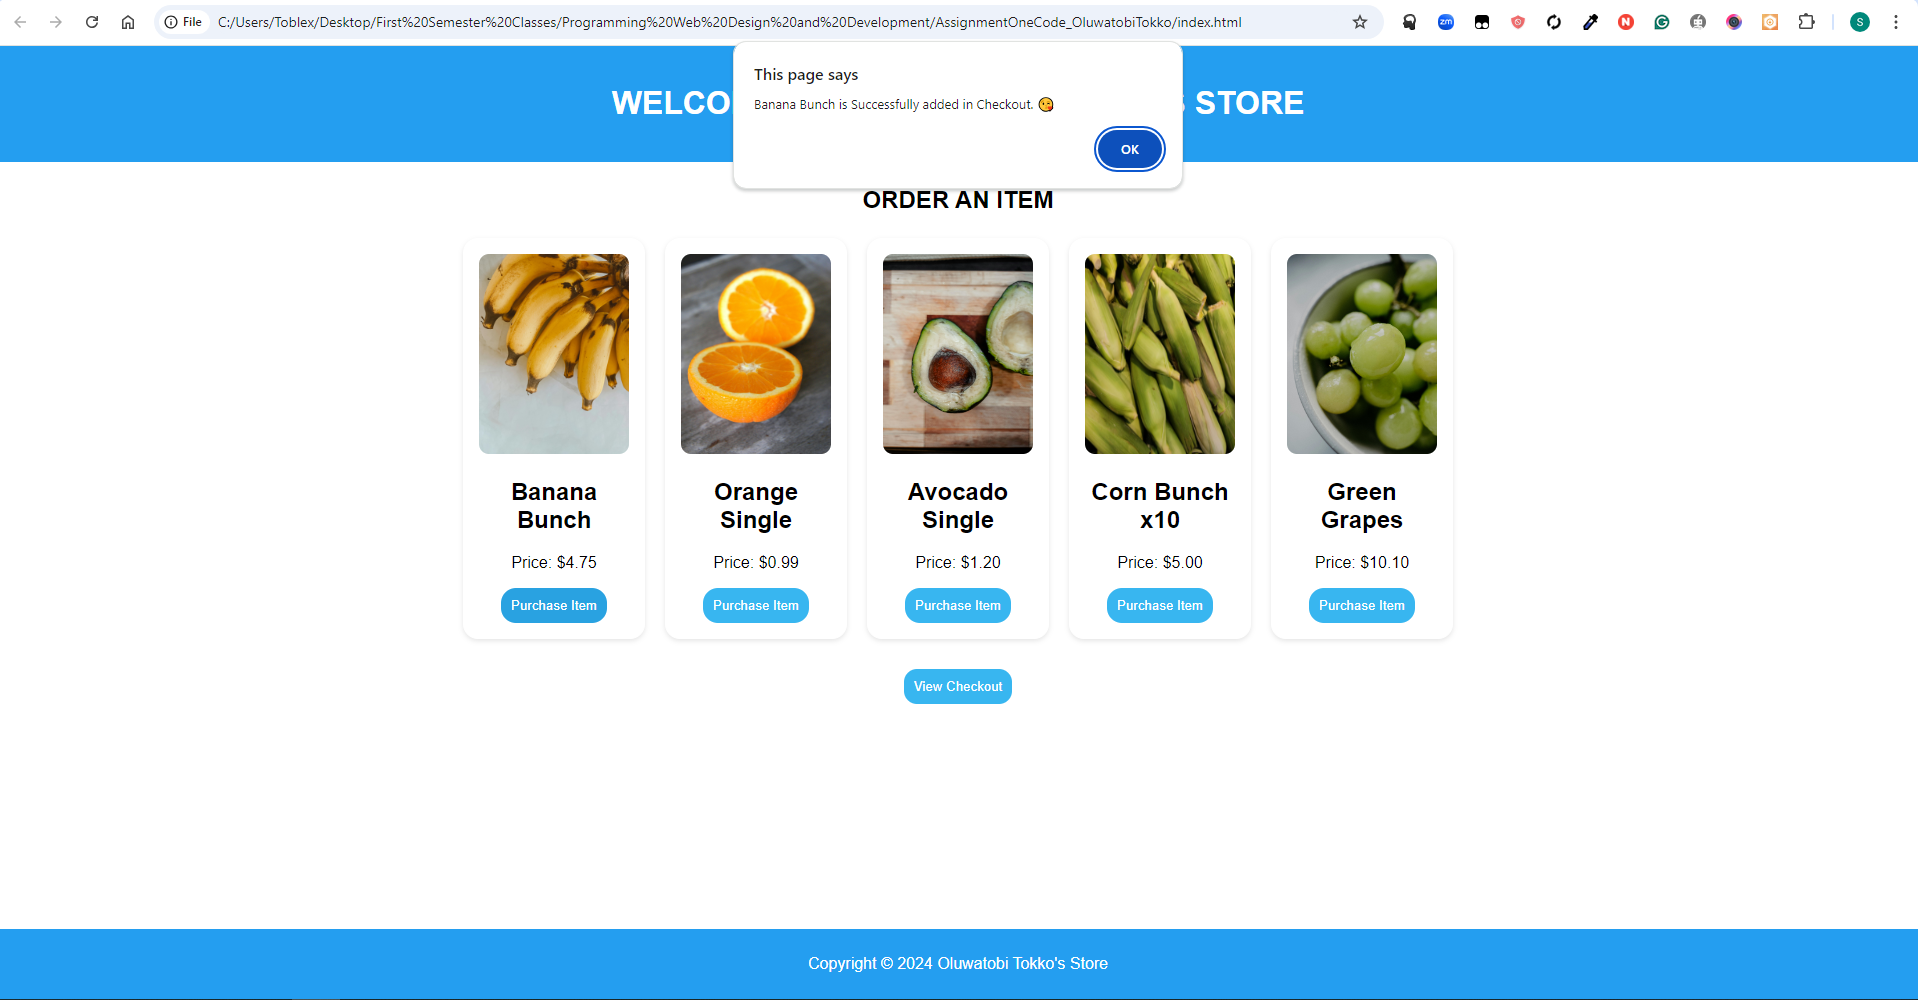 File C:/Users/Toblex/Desktop/First%20Semester%20Classes/Programming%20Web%20Design%20and%20Development/AssignmentOneCode_OluwatobiTokko/index.html
zm
N
S
This page says
Banana Bunch is Successfully added in Checkout. 😘
OK
WELCO STORE
ORDER AN ITEM
Banana
Bunch
Price: $4.75
Purchase Item
Orange
Single
Price: $0.99
Purchase Item
Avocado
Single
Price: $1.20
Purchase Item
Corn Bunch
x10
Price: $5.00
Purchase Item
Green
Grapes
Price: $10.10
Purchase Item
View Checkout
Copyright © 2024 Oluwatobi Tokko's Store